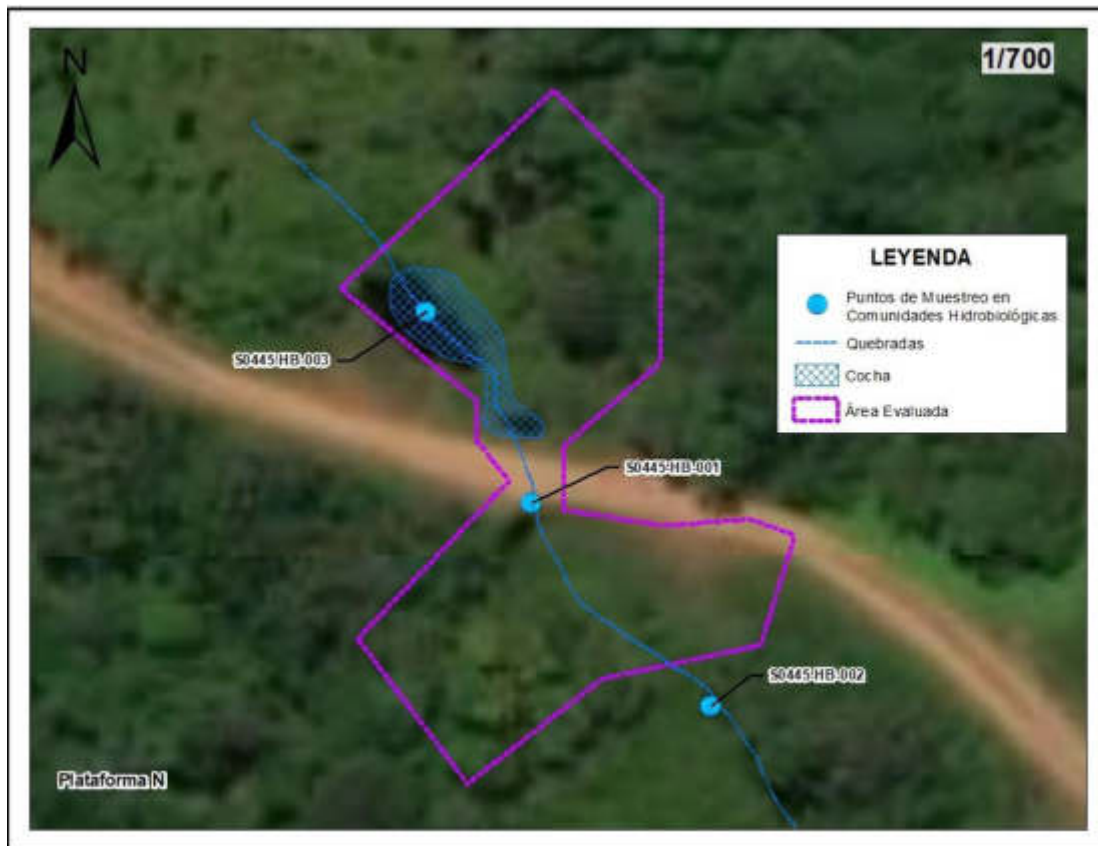 N
1/700
LEYENDA
Puntos de Muestreo en
Comunidades Hidrobiológicas
Quebradas
Cocha
Área Evaluada
S0445-HB-003
S0445-HB-001
S0445-HB-002
Plataforma N